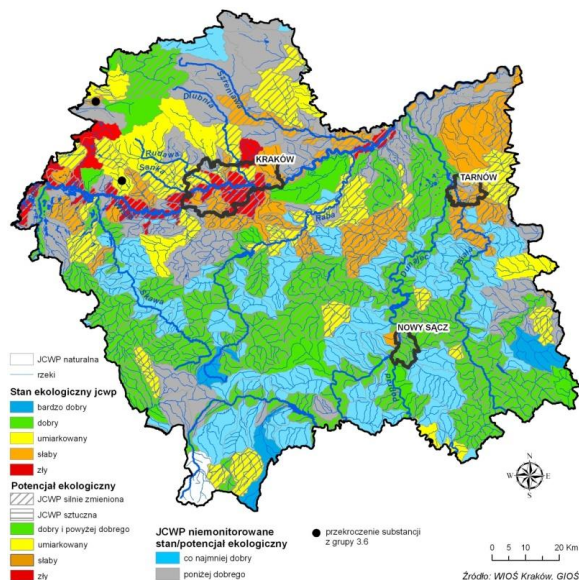 Szreniawa
Dłubnia
Rudawa
Sanka
KRAKÓW
TARNÓW
Raba
Dunajec
Biała
Skawa
NOWY SĄCZ
Poprad
JCWP naturalna
rzeki
Stan ekologiczny jcwp
bardzo dobry
dobry
umiarkowany
słaby
zły
Potencjał ekologiczny
JCWP silnie zmieniona
JCWP sztuczna
dobry i powyżej dobrego
umiarkowany
słaby
zły
JCWP niemonitorowane
stan/potencjał ekologiczny
co najmniej dobry
poniżej dobrego
przekroczenie substancji
z grupy 3.6
N
W E
S
0 10 20 Km
Źródło: WIOŚ Kraków, GIOŚ